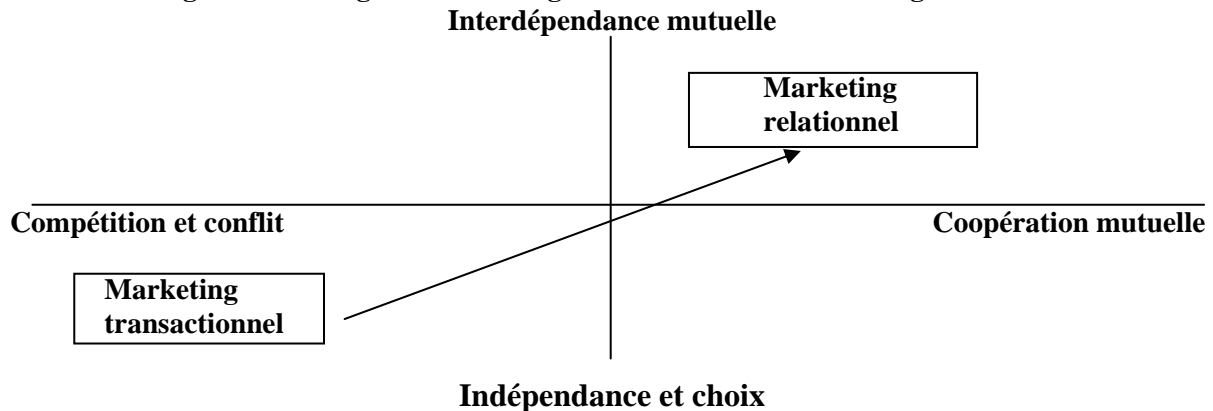 Interdépendance mutuelle
Marketing
relationnel
Compétition et conflit
Coopération mutuelle
Marketing
transactionnel
Indépendance et choix